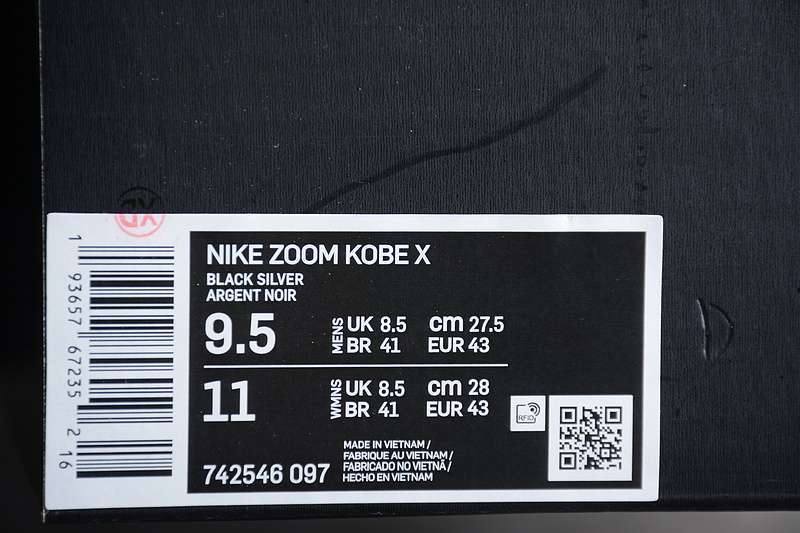 NIKE ZOOM KOBE X
BLACK SILVER
ARGENT NOIR
9.5 MENS UK 8.5 cm 27.5
BR 41 EUR 43
11 WMNS UK 8.5 cm 28
BR 41 EUR 43
RFID
742546 097
MADE IN VIETNAM /
FABRIQUE AU VIETNAM /
FABRICADO NO VIETNÃ /
HECHO EN VIETNAM
1 93657 67235 2 16